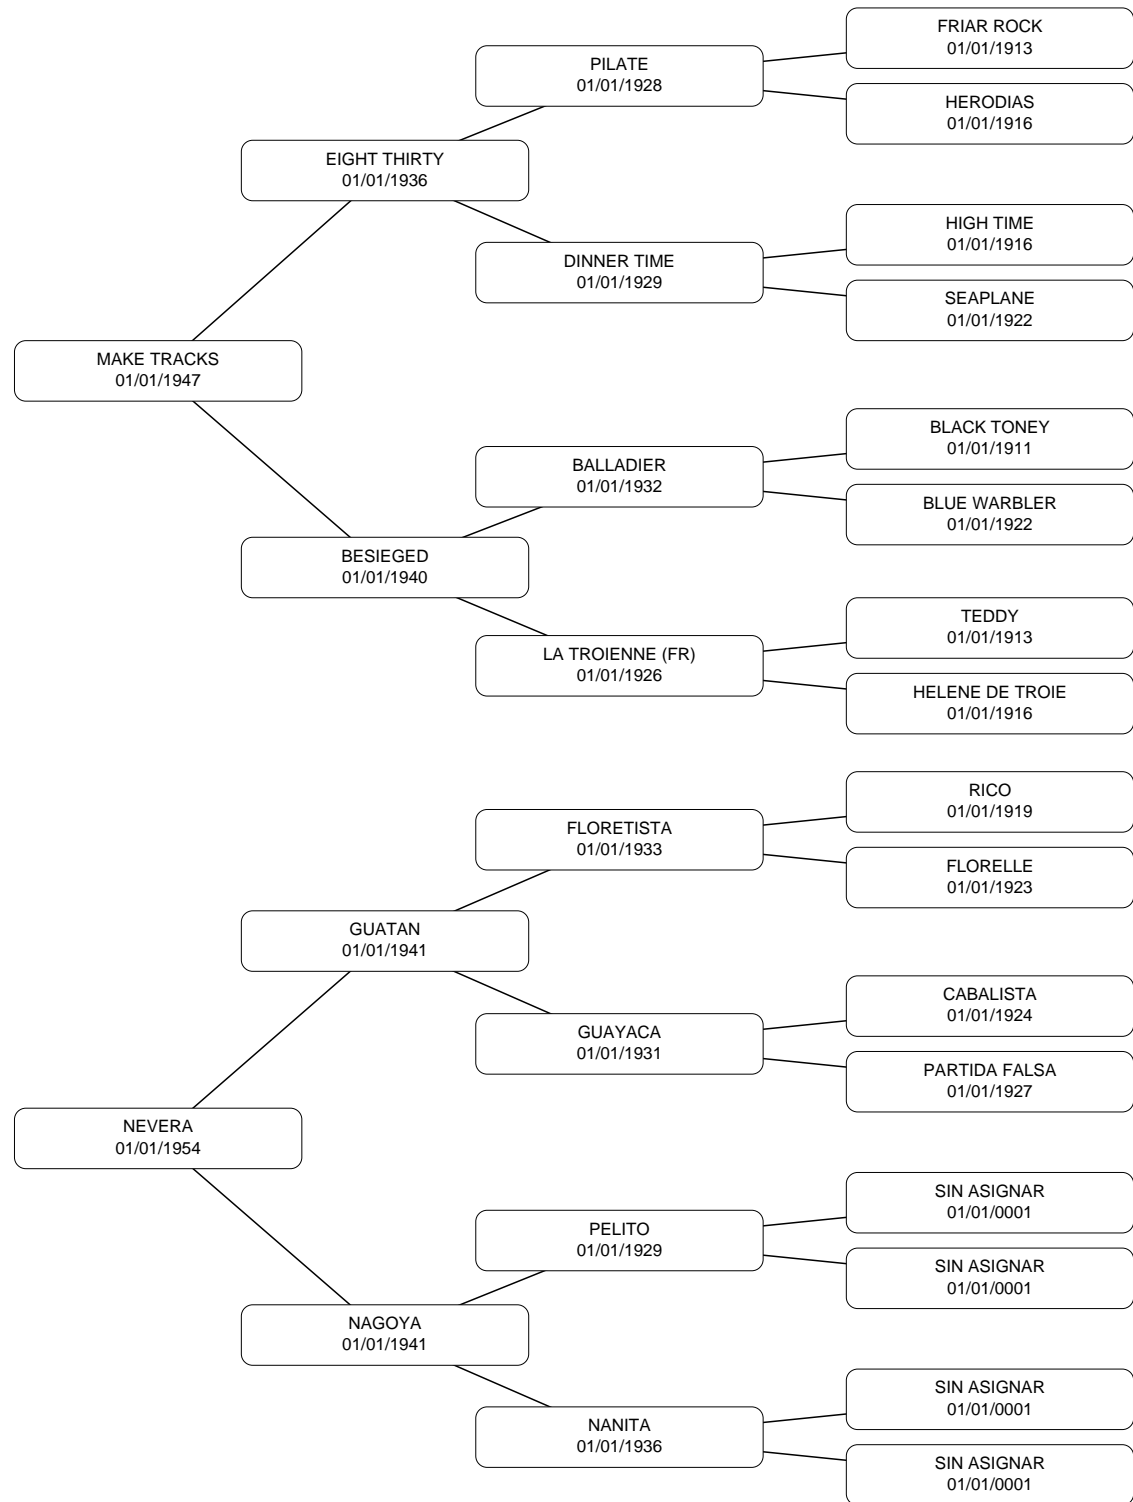 FRIAR ROCK
01/01/1913
PILATE
01/01/1928
HERODIAS
01/01/1916
EIGHT THIRTY
01/01/1936
HIGH TIME
01/01/1916
DINNER TIME
01/01/1929
SEAPLANE
01/01/1922
MAKE TRACKS
01/01/1947
BLACK TONEY
01/01/1911
BALLADIER
01/01/1932
BLUE WARBLER
01/01/1922
BESIEGED
01/01/1940
TEDDY
01/01/1913
LA TROIENNE (FR)
01/01/1926
HELENE DE TROIE
01/01/1916
RICO
01/01/1919
FLORETISTA
01/01/1933
FLORELLE
01/01/1923
GUATAN
01/01/1941
CABALISTA
01/01/1924
GUAYACA
01/01/1931
PARTIDA FALSA
01/01/1927
NEVERA
01/01/1954
SIN ASIGNAR
01/01/0001
PELITO
01/01/1929
SIN ASIGNAR
01/01/0001
NAGOYA
01/01/1941
SIN ASIGNAR
01/01/0001
NANITA
01/01/1936
SIN ASIGNAR
01/01/0001